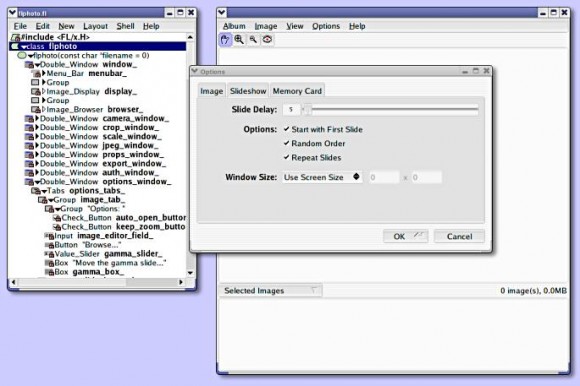 flphoto.fl
File Edit New Layout Shell Help
#include <FL/x.H>
class flphoto
flphoto(const char *filename = 0)
Double_Window window_
Menu_Bar menubar_
Group
Image_Display display_
Group
Image_Browser browser_
Double_Window camera_window_
Double_Window crop_window_
Double_Window scale_window_
Double_Window jpeg_window_
Double_Window props_window_
Double_Window export_window_
Double_Window auth_window_
Double_Window options_window_
Tabs options_tabs_
Group image_tab_
Group "Options: "
Check_Button auto_open_button
Check_Button keep_zoom_butto
Input image_editor_field_
Button "Browse..."
Value_Slider gamma_slider_
Box "Move the gamma slide...
Box gamma_box_
Album Image View Options Help
Options
Image Slideshow Memory Card
Slide Delay: 5
Options: Start with First Slide
Random Order
Repeat Slides
Window Size: Use Screen Size 0 x 0
OK Cancel
Selected Images 0 image(s), 0.0MB